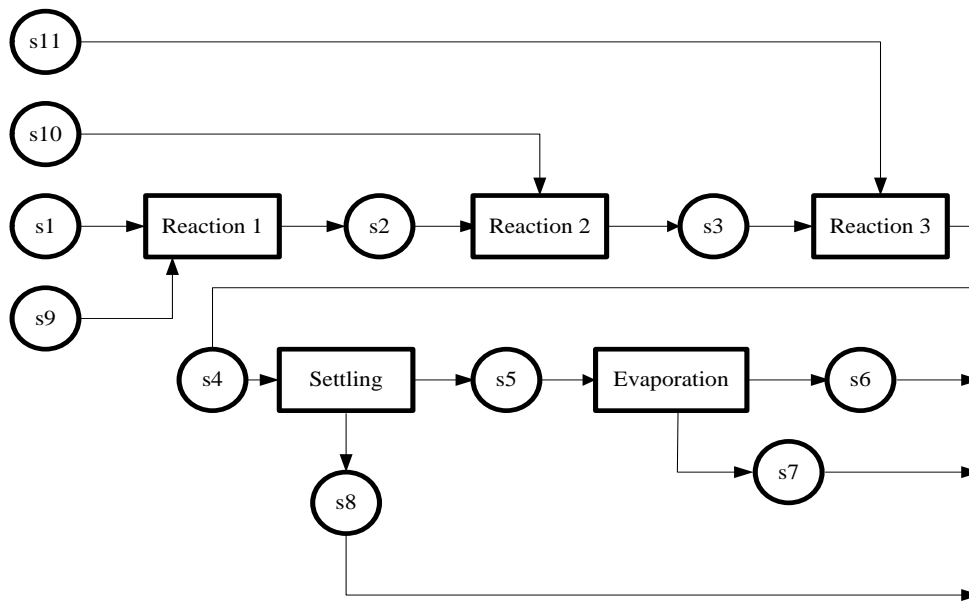 s11
s10
s1
Reaction 1
s2
Reaction 2
s3
Reaction 3
s9
s4
Settling
s5
Evaporation
s6
s7
s8